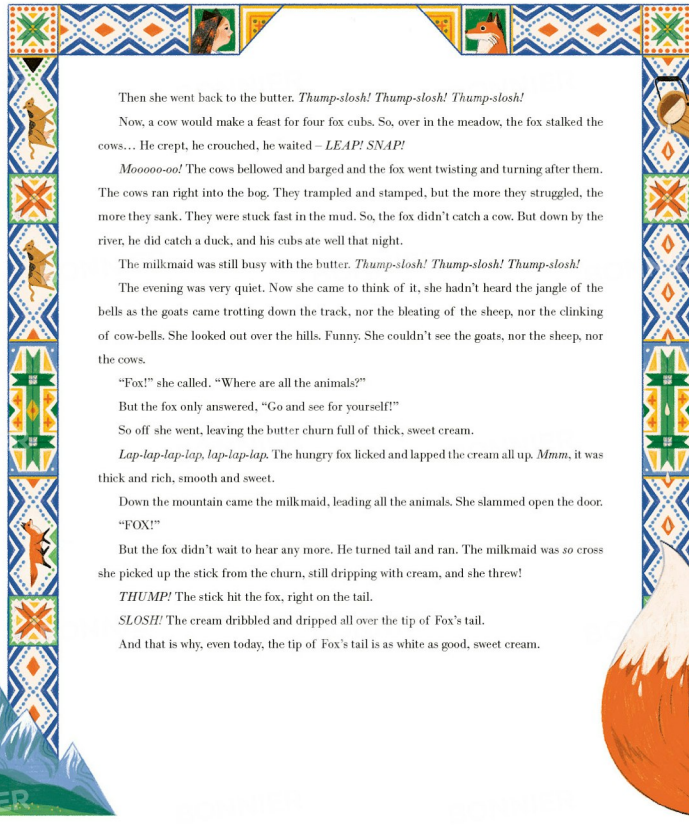 Then she went back to the butter. Thump-slosh! Thump-slosh! Thump-slosh!
Now, a cow would make a feast for four fox cubs. So, over in the meadow, the fox stalked the
cows… He crept, he crouched, he waited – LEAP! SNAP!
Mooooo-oo! The cows bellowed and barged and the fox went twisting and turning after them.
The cows ran right into the bog. They trampled and stamped, but the more they struggled, the
more they sank. They were stuck fast in the mud. So, the fox didn’t catch a cow. But down by the
river, he did catch a duck, and his cubs ate well that night.
The milkmaid was still busy with the butter. Thump-slosh! Thump-slosh! Thump-slosh!
The evening was very quiet. Now she came to think of it, she hadn’t heard the jangle of the
bells as the goats came trotting down the track, nor the bleating of the sheep, nor the clinking
of cow-bells. She looked out over the hills. Funny. She couldn’t see the goats, nor the sheep, nor
the cows.
“Fox!” she called. “Where are all the animals?”
But the fox only answered, “Go and see for yourself!”
So off she went, leaving the butter churn full of thick, sweet cream.
Lap-lap-lap-lap, lap-lap-lap. The hungry fox licked and lapped the cream all up. Mmm, it was
thick and rich, smooth and sweet.
Down the mountain came the milkmaid, leading all the animals. She slammed open the door.
“FOX!”
But the fox didn’t wait to hear any more. He turned tail and ran. The milkmaid was so cross
she picked up the stick from the churn, still dripping with cream, and she threw!
THUMP! The stick hit the fox, right on the tail.
SLOSH! The cream dribbled and dripped all over the tip of Fox’s tail.
And that is why, even today, the tip of Fox’s tail is as white as good, sweet cream.